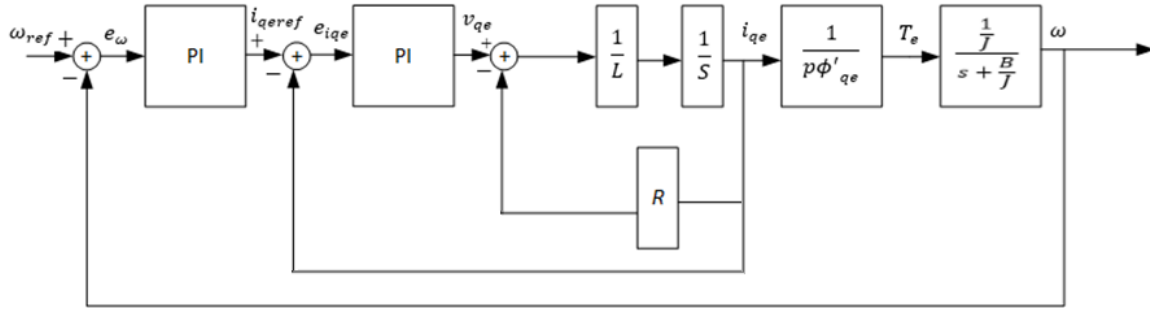 ω_ref + e_ω PI i_qeref + e_iqe PI v_qe + 1/L 1/S i_qe 1/(pϕ'_qe) T_e (1/J)/(s + B/J) ω
+ − + − + −
R